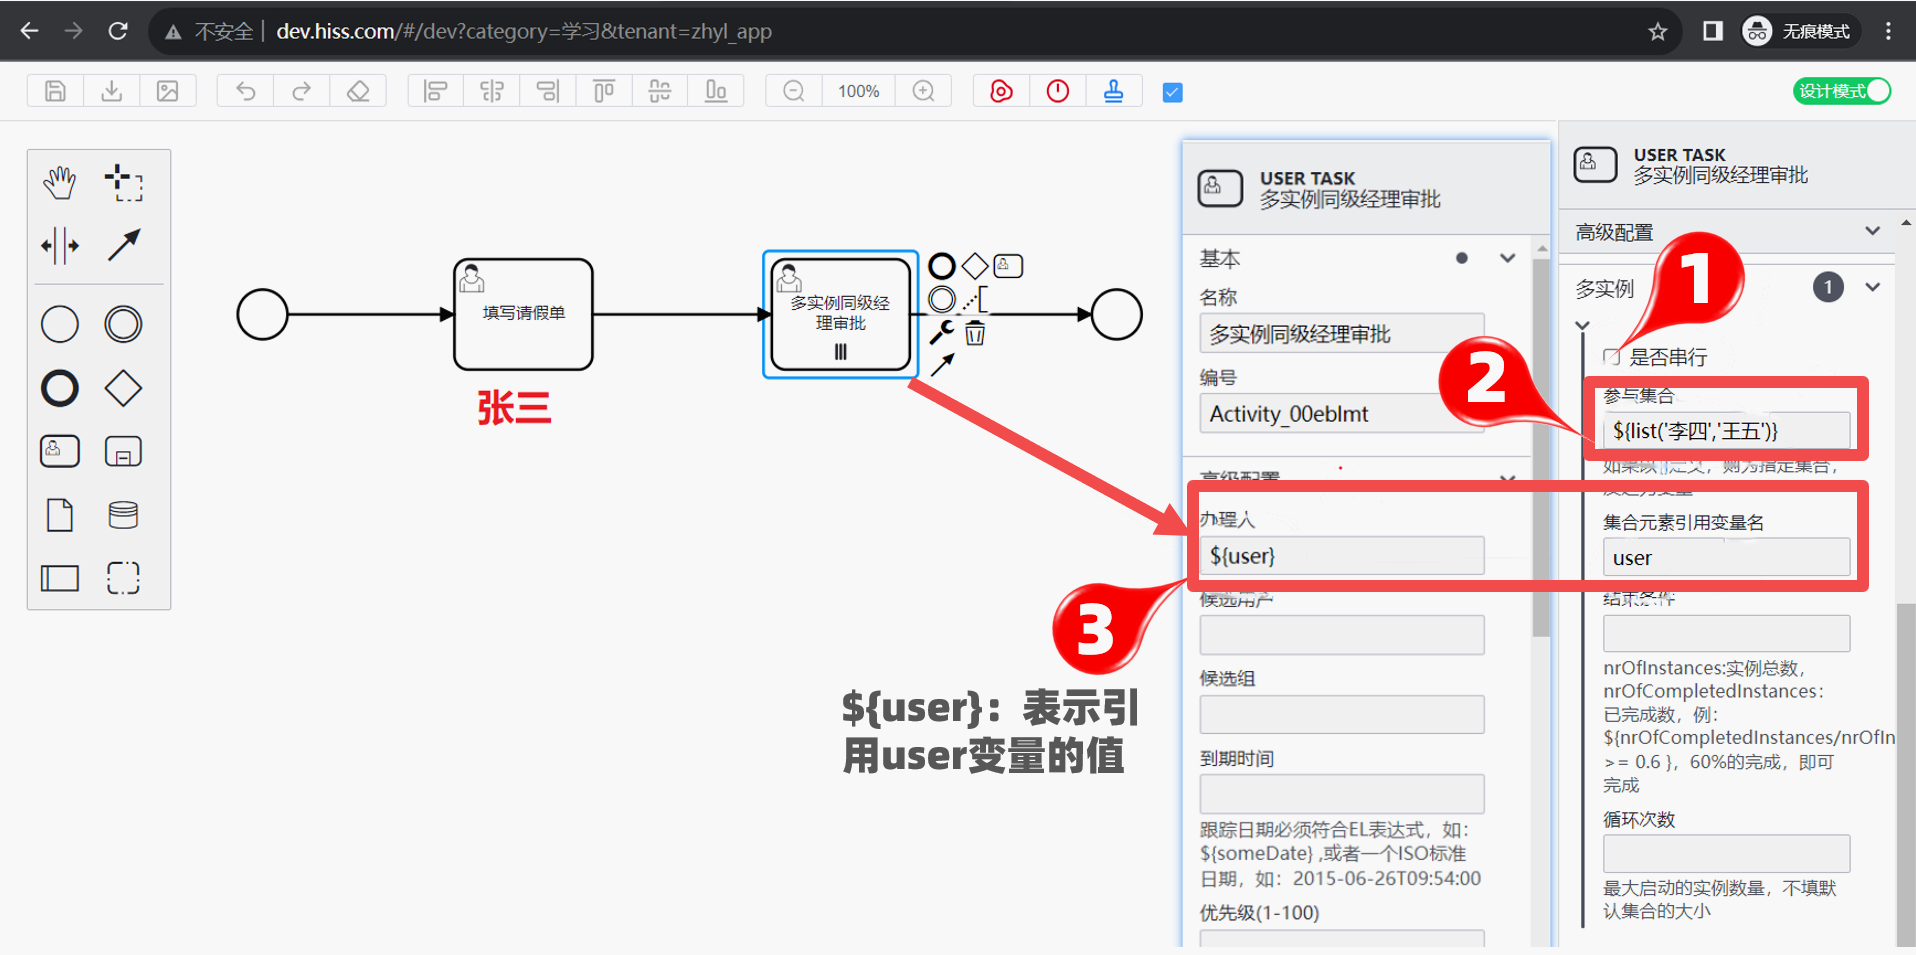 不安全 dev.hiss.com/#/dev?category=学习&tenant=zhyl_app
无痕模式
100%
设计模式
填写请假单
张三
多实例同级经
理审批
USER TASK
多实例同级经理审批
基本
名称
多实例同级经理审批
编号
Activity_00eblmt
高级配置
办理人
${user}
候选用户
候选组
到期时间
跟踪日期必须符合EL表达式，如：
${someDate} ,或者一个ISO标准
日期，如：2015-06-26T09:54:00
优先级(1-100)
3
${user}：表示引
用user变量的值
USER TASK
多实例同级经理审批
高级配置
1
多实例
1
是否串行
2
参与集合
${list('李四','王五')}
集合元素引用变量名
user
结束条件
nrOfInstances:实例总数，
nrOfCompletedInstances：
已完成数，例：
${nrOfCompletedInstances/nrOfIn
>= 0.6 }，60%的完成，即可
完成
循环次数
最大启动的实例数量，不填默
认集合的大小